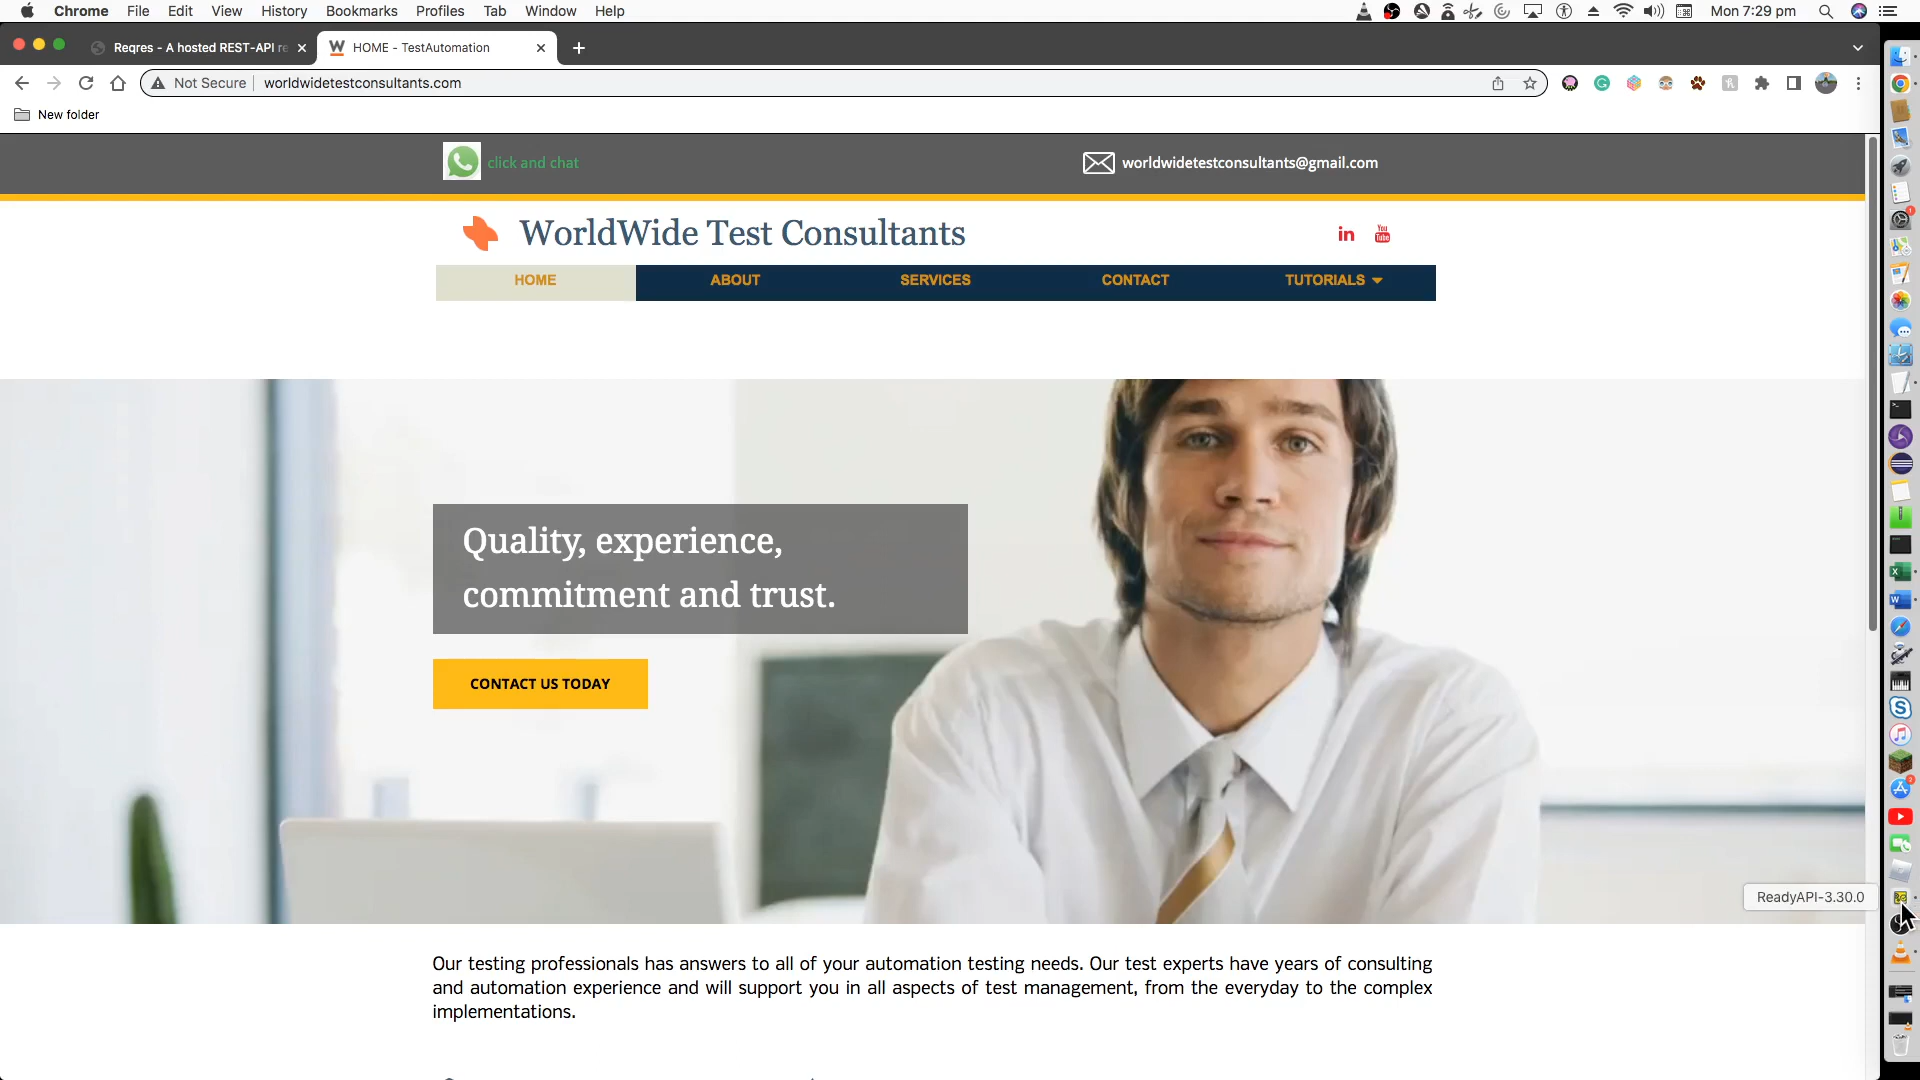 Chrome File Edit View History Bookmarks Profiles Tab Window Help Mon 7:29 pm
Reqres - A hosted REST-API re HOME - TestAutomation
Not Secure worldwidetestconsultants.com
New folder
click and chat worldwidetestconsultants@gmail.com
WorldWide Test Consultants
in You Tube
HOME ABOUT SERVICES CONTACT TUTORIALS
Quality, experience,
commitment and trust.
CONTACT US TODAY
ReadyAPI-3.30.0
Our testing professionals has answers to all of your automation testing needs. Our test experts have years of consulting
and automation experience and will support you in all aspects of test management, from the everyday to the complex
implementations.